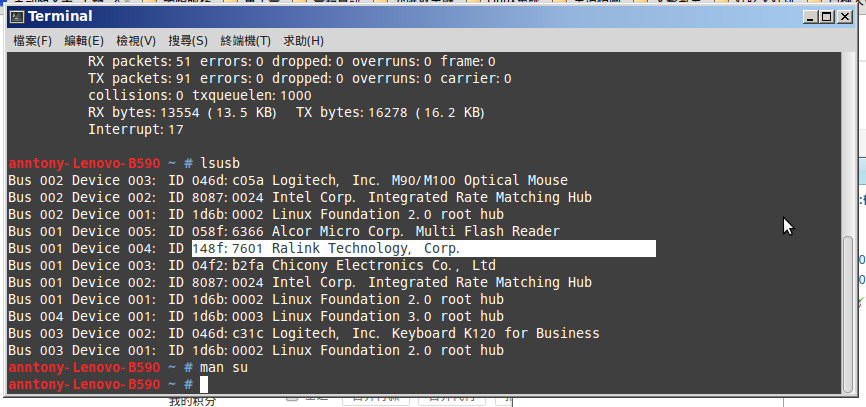 Terminal
檔案(F) 編輯(E) 檢視(V) 搜尋(S) 終端機(T) 求助(H)
RX packets:51 errors:0 dropped:0 overruns:0 frame:0
TX packets:91 errors:0 dropped:0 overruns:0 carrier:0
collisions:0 txqueuelen:1000
RX bytes:13554 (13.5 KB)  TX bytes:16278 (16.2 KB)
Interrupt:17
anntony-Lenovo-B590 ~ # lsusb
Bus 002 Device 003: ID 046d:c05a Logitech, Inc. M90/M100 Optical Mouse
Bus 002 Device 002: ID 8087:0024 Intel Corp. Integrated Rate Matching Hub
Bus 002 Device 001: ID 1d6b:0002 Linux Foundation 2.0 root hub
Bus 001 Device 005: ID 058f:6366 Alcor Micro Corp. Multi Flash Reader
Bus 001 Device 004: ID 148f:7601 Ralink Technology, Corp.
Bus 001 Device 003: ID 04f2:b2fa Chicony Electronics Co., Ltd
Bus 001 Device 002: ID 8087:0024 Intel Corp. Integrated Rate Matching Hub
Bus 001 Device 001: ID 1d6b:0002 Linux Foundation 2.0 root hub
Bus 004 Device 001: ID 1d6b:0003 Linux Foundation 3.0 root hub
Bus 003 Device 002: ID 046d:c31c Logitech, Inc. Keyboard K120 for Business
Bus 003 Device 001: ID 1d6b:0002 Linux Foundation 2.0 root hub
anntony-Lenovo-B590 ~ # man su
anntony-Lenovo-B590 ~ #
我的积分